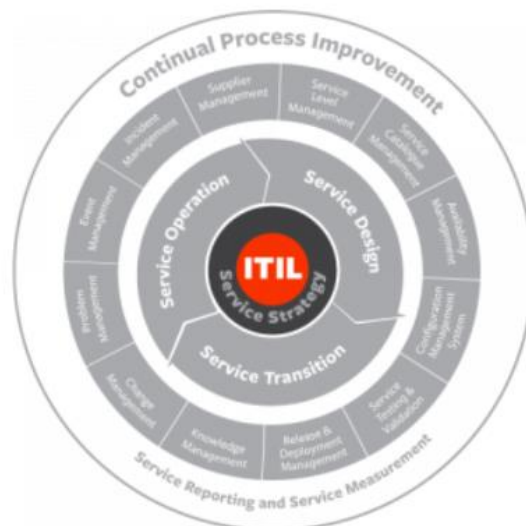 Continual Process Improvement
Supplier
Management
Service
Level
Management
Service
Catalogue
Management
Availability
Management
Configuration
Management
System
Service
Testing &
Validation
Release &
Deployment
Management
Knowledge
Management
Change
Management
Problem
Management
Event
Management
Incident
Management
Service Operation
Service Design
Service Transition
ITIL
Service Strategy
Service Reporting and Service Measurement